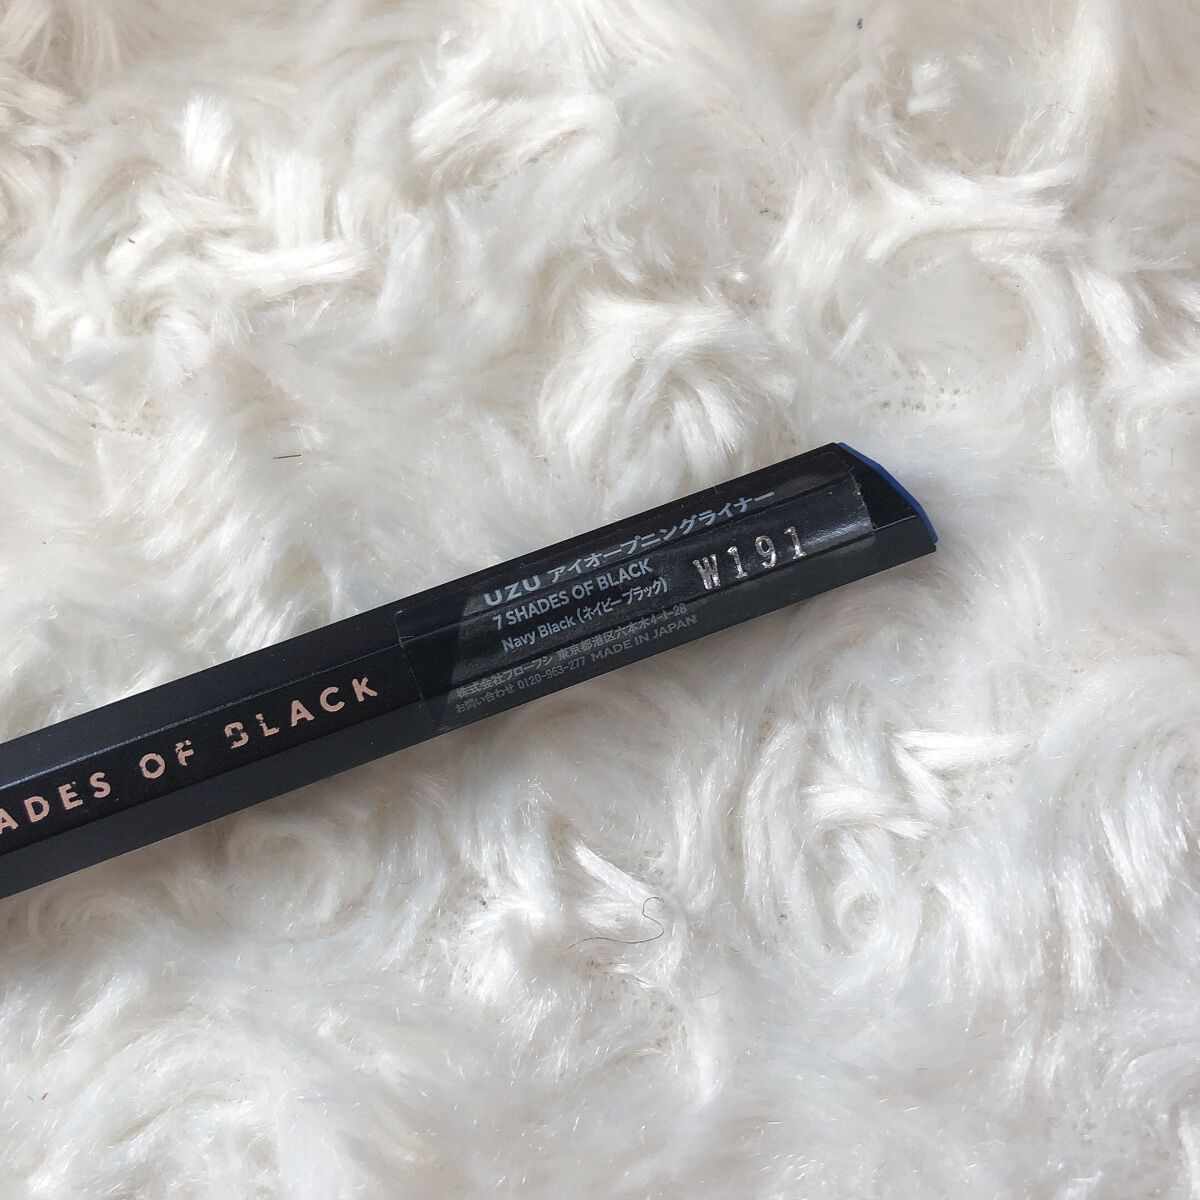 UZU アイオープニングライナー
7 SHADES OF BLACK
Navy Black (ネイビーブラック)
W191
株式会社フローフシ 東京都港区六本木4-1-28
お問い合わせ 0120-963-277 MADE IN JAPAN
ADES OF BLACK